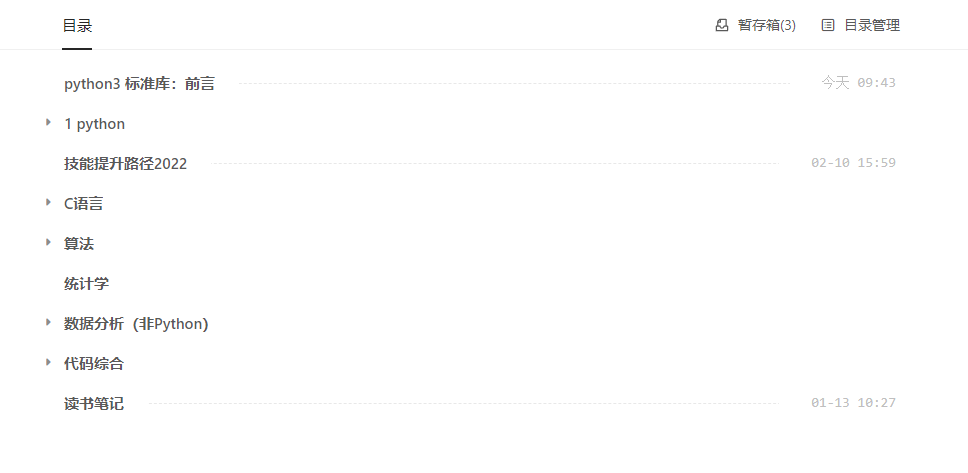 目录 暂存箱(3) 目录管理
python3 标准库：前言 今天 09:43
1 python
技能提升路径2022 02-10 15:59
C语言
算法
统计学
数据分析（非Python）
代码综合
读书笔记 01-13 10:27